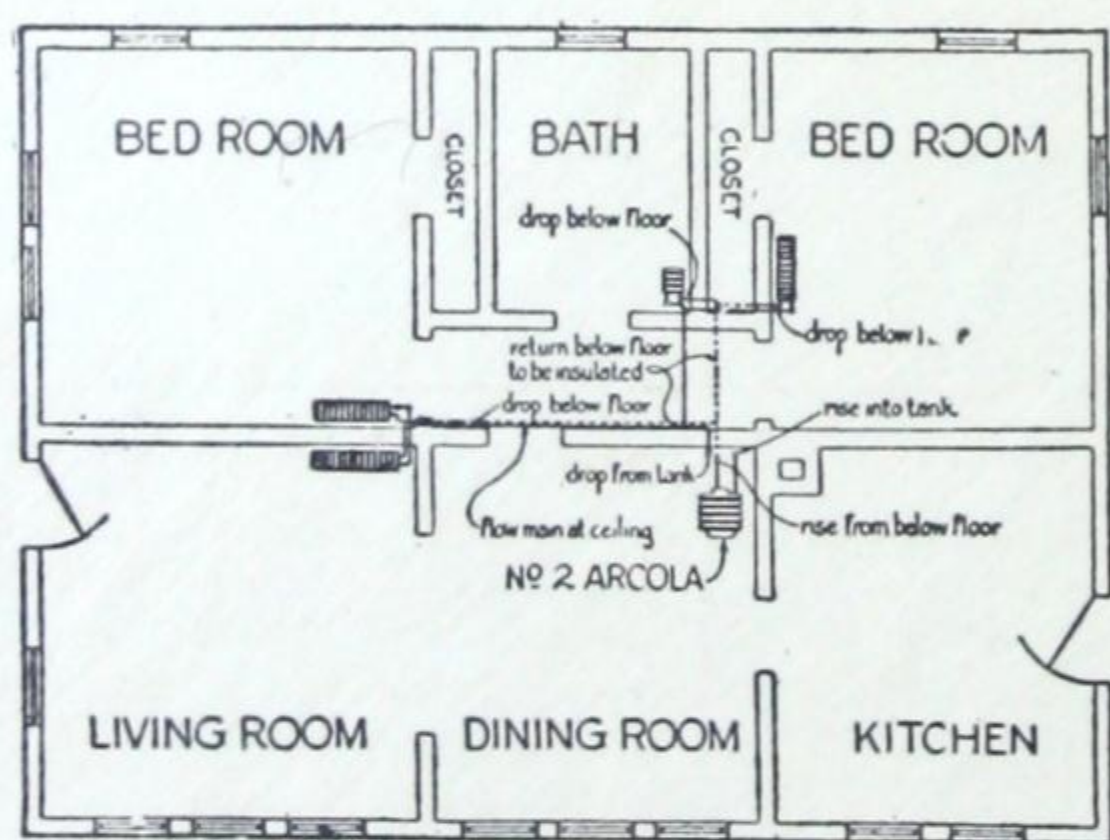 BED ROOM
BATH
BED ROOM
CLOSET
CLOSET
drop below floor
drop below
return below floor
to be insulated
drop below floor
rise into tank
drop from tank
flow main at ceiling
rise from below floor
No 2 ARCOLA
LIVING ROOM
DINING ROOM
KITCHEN